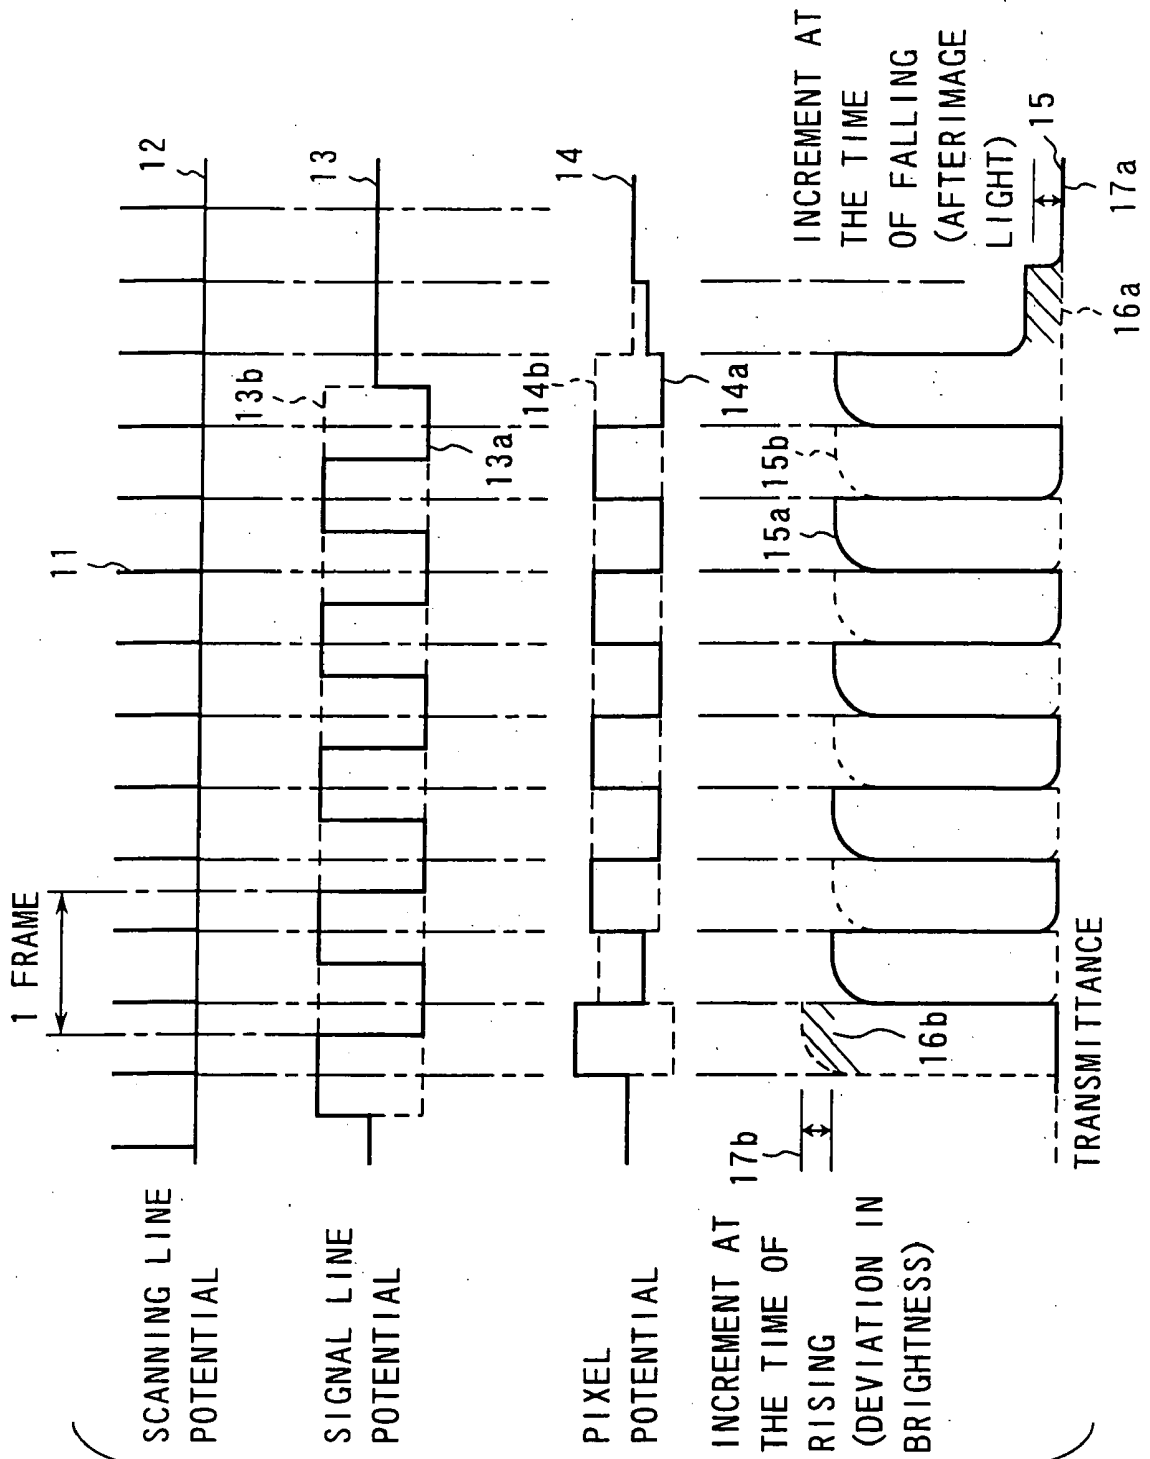 1 FRAME
11
12
SCANNING LINE
POTENTIAL
13b
13
13a
SIGNAL LINE
POTENTIAL
14b
14
14a
PIXEL
POTENTIAL
INCREMENT AT
THE TIME OF
RISING
(DEVIATION IN
BRIGHTNESS)
17b
16b
15a
15b
INCREMENT AT
THE TIME
OF FALLING
(AFTERIMAGE
LIGHT)
15
16a
17a
TRANSMITTANCE